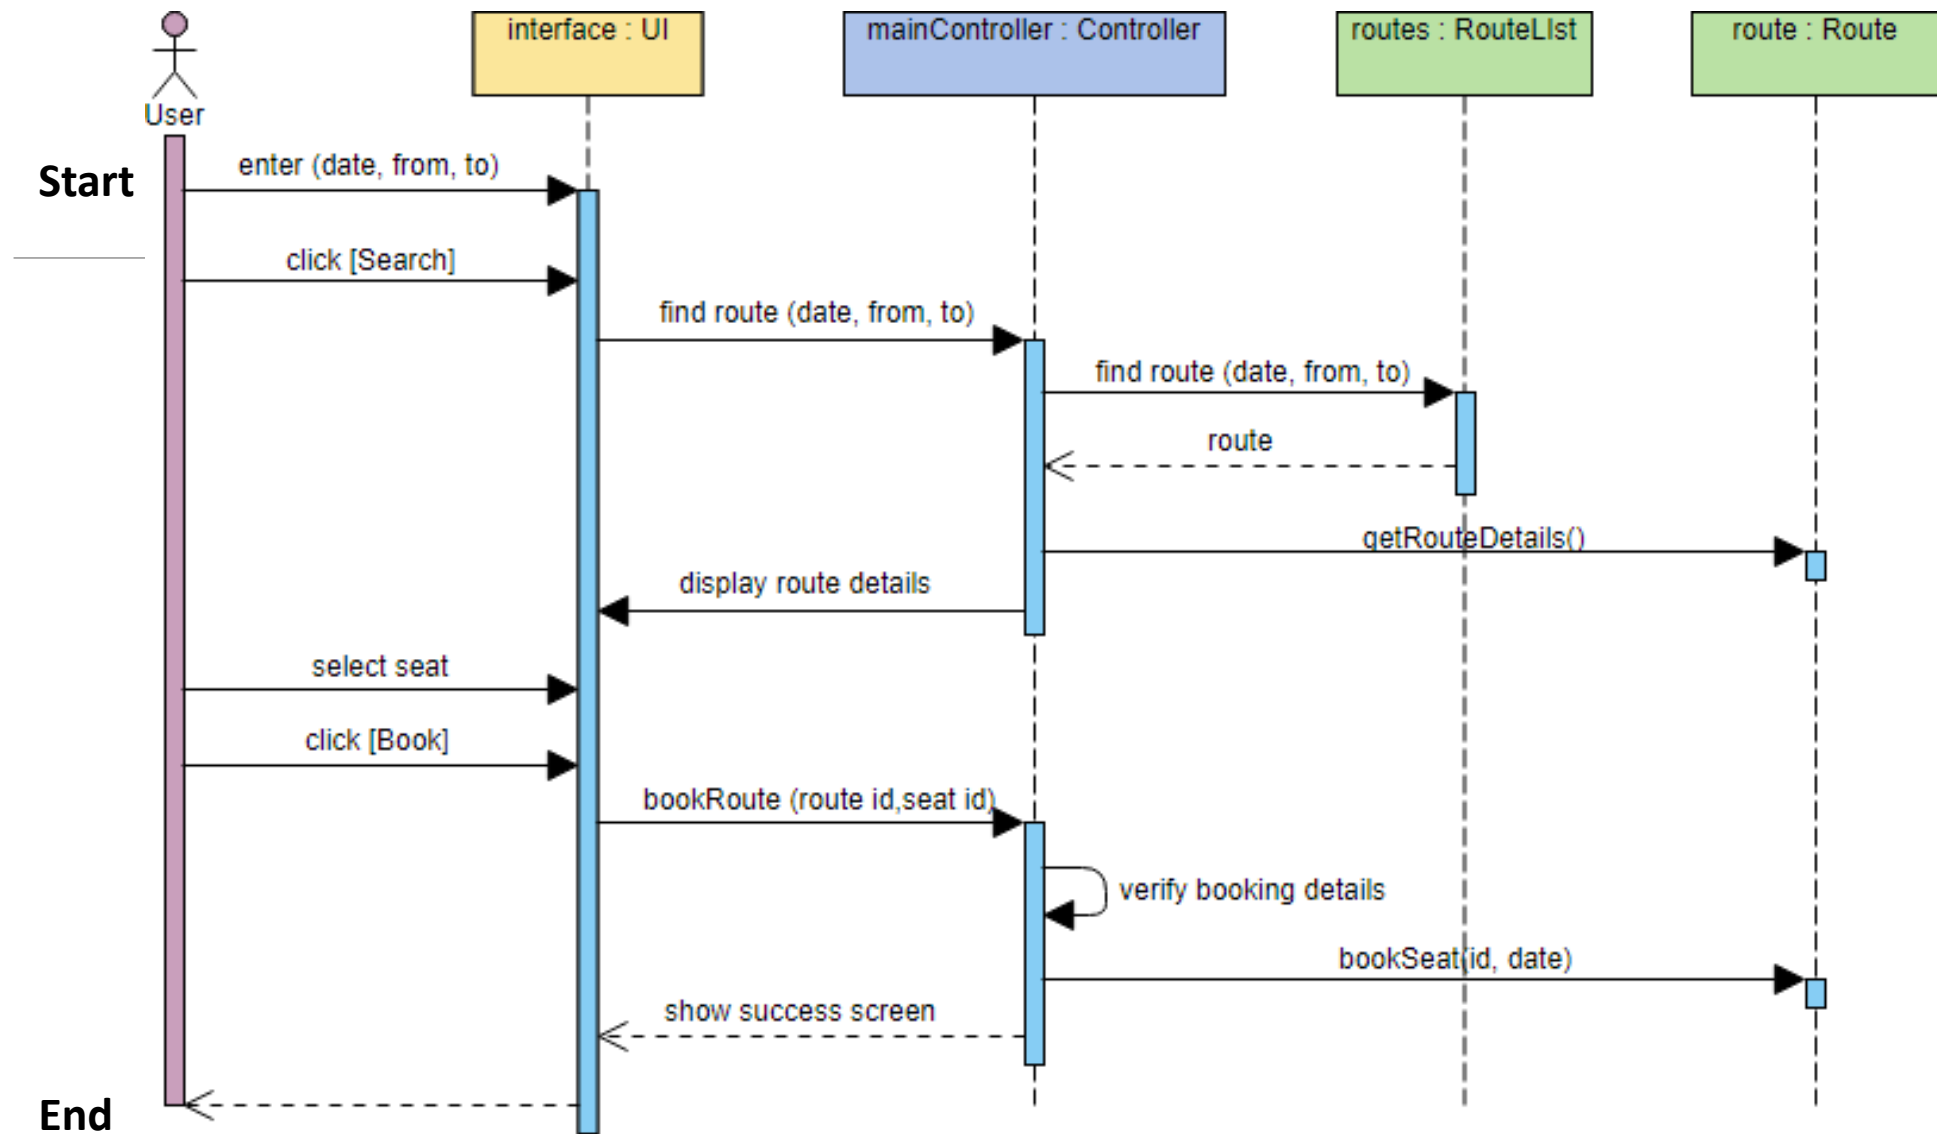 interface : UI
mainController : Controller
routes : RouteLIst
route : Route
User
Start
enter (date, from, to)
click [Search]
find route (date, from, to)
find route (date, from, to)
route
getRouteDetails()
display route details
select seat
click [Book]
bookRoute (route id,seat id)
verify booking details
bookSeat(id, date)
show success screen
End